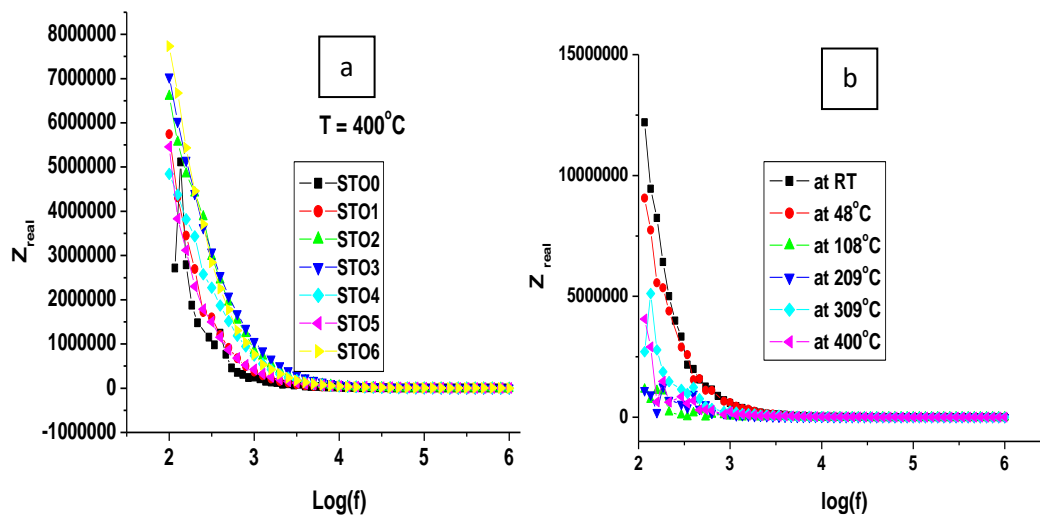 a
T = 400°C
8000000
7000000
6000000
5000000
4000000
3000000
2000000
1000000
0
-1000000
Z real
STO0
STO1
STO2
STO3
STO4
STO5
STO6
2 3 4 5 6
Log(f)
b
15000000
10000000
5000000
0
Z real
at RT
at 48°C
at 108°C
at 209°C
at 309°C
at 400°C
2 3 4 5 6
log(f)